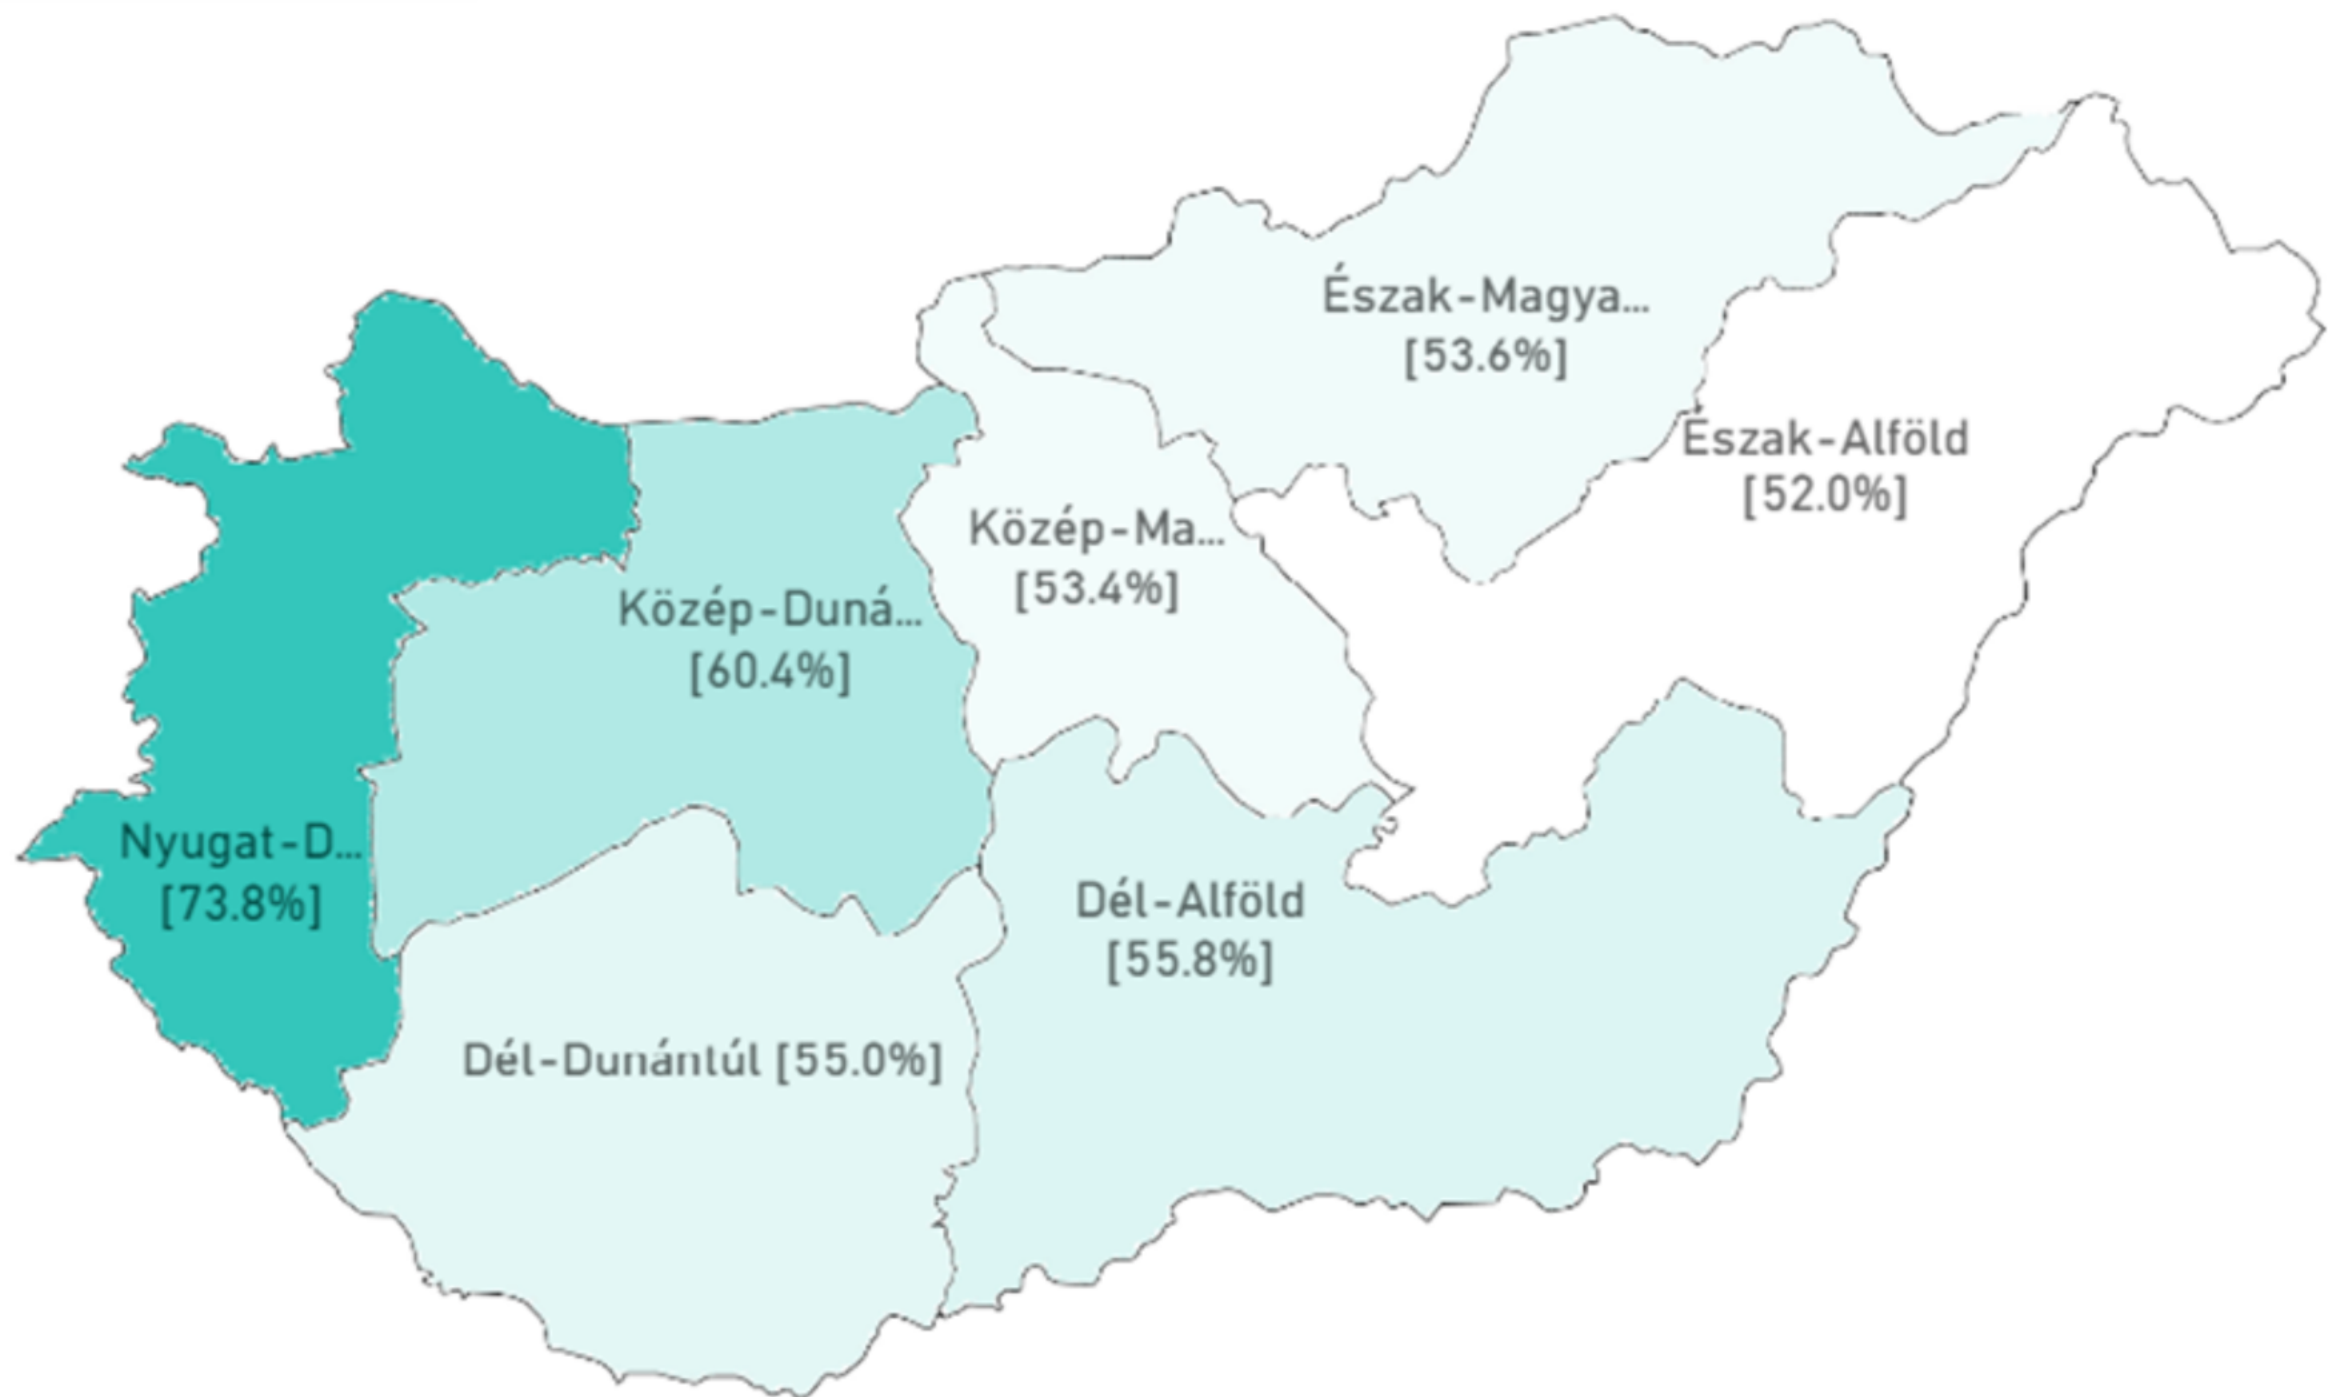 Észak-Magya...
[53.6%]
Észak-Alföld
[52.0%]
Közép-Ma...
[53.4%]
Közép-Duná...
[60.4%]
Nyugat-D...
[73.8%]
Dél-Alföld
[55.8%]
Dél-Dunántúl [55.0%]